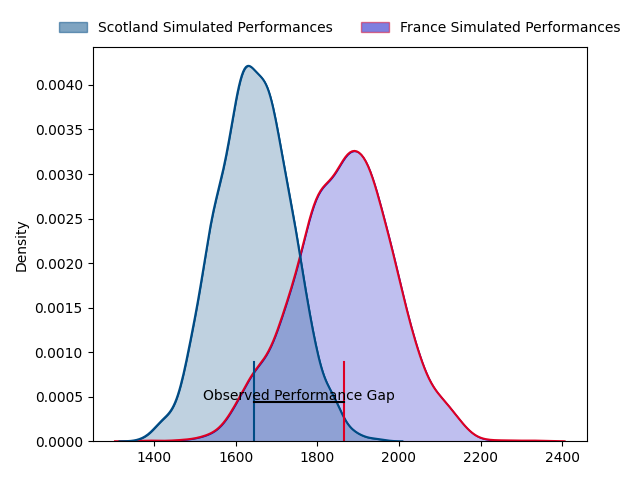 Scotland Simulated Performances France Simulated Performances
0.0040
0.0035
0.0030
0.0025
0.0020
0.0015
0.0010
0.0005
0.0000
Density
Observed Performance Gap
1400 1600 1800 2000 2200 2400